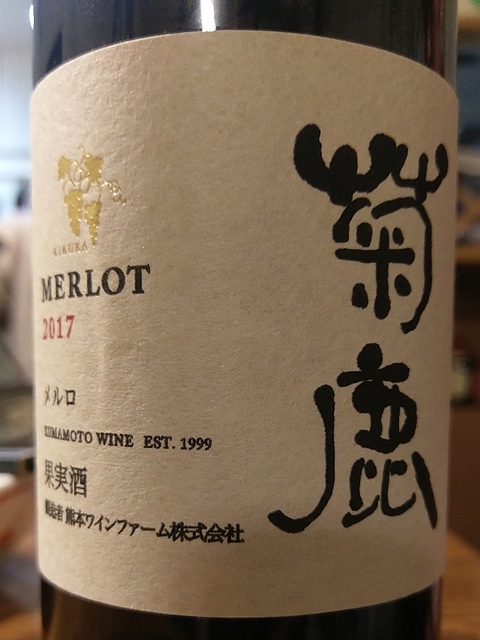 菊鹿
KIKUKA
MERLOT
2017
メルロ
KUMAMOTO WINE EST. 1999
果実酒
製造者 熊本ワインファーム株式会社